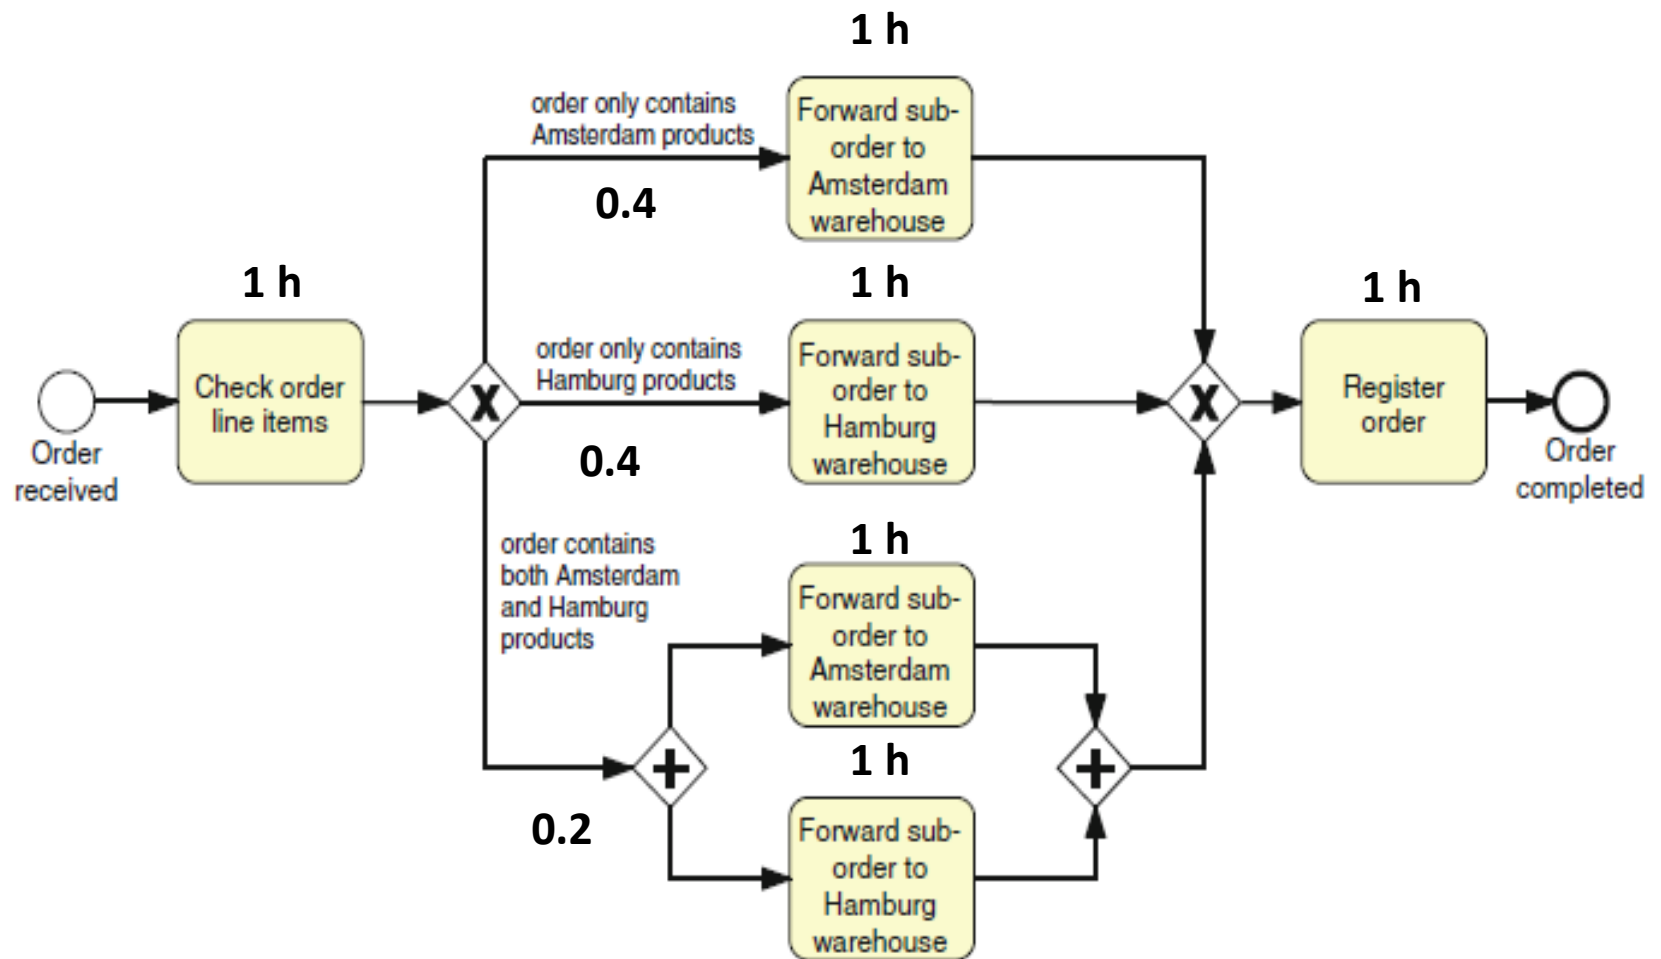 1 h
order only contains
Amsterdam products
0.4
Forward sub-
order to
Amsterdam
warehouse
1 h
Check order
line items
Order
received
X
order only contains
Hamburg products
0.4
1 h
Forward sub-
order to
Hamburg
warehouse
X
1 h
Register
order
Order
completed
order contains
both Amsterdam
and Hamburg
products
0.2
+
1 h
Forward sub-
order to
Amsterdam
warehouse
1 h
Forward sub-
order to
Hamburg
warehouse
+